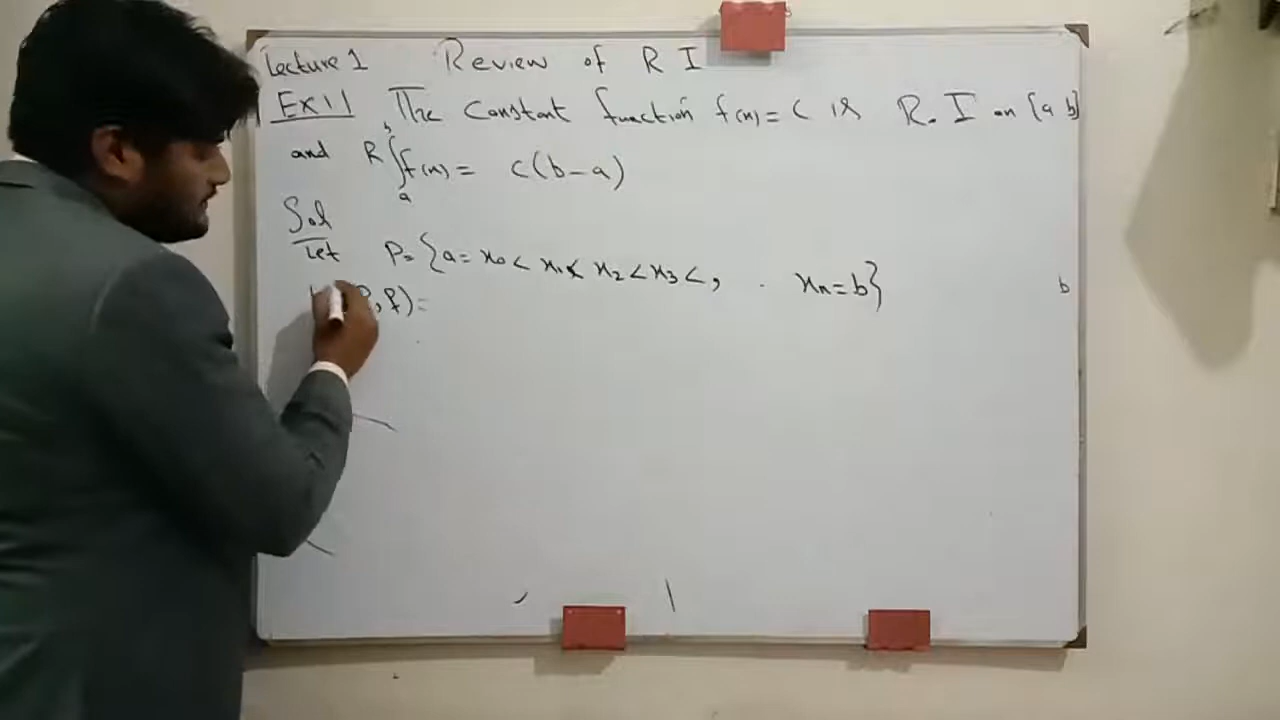 Lecture 1 Review of R I
Ex 1 The Constant function f(x) = C is R.I on [a b]
and R∫_a^b f(x) = c(b-a)
Sol
Let P = {a = x₀ < x₁ < x₂ < x₃ < , . xₙ = b}
b
P, f) =